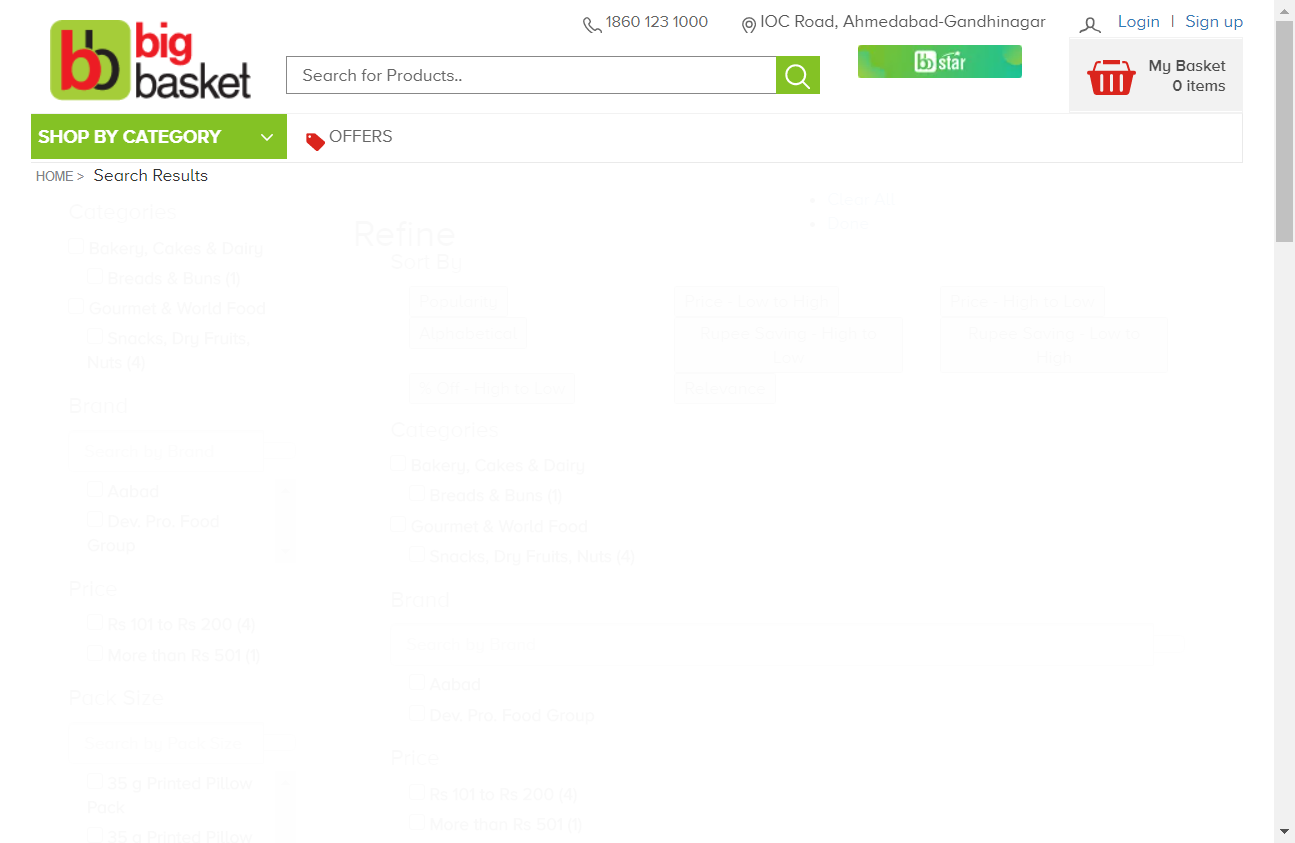 1860 123 1000
IOC Road, Ahmedabad-Gandhinagar
Login | Sign up
bb big basket
Search for Products..
bb star
My Basket
0 items
SHOP BY CATEGORY
OFFERS
HOME > Search Results
Categories
Bakery, Cakes & Dairy
Breads & Buns (1)
Gourmet & World Food
Snacks, Dry Fruits,
Nuts (4)
Brand
Search by Brand
Aabad
Dev. Pro. Food
Group
Price
Rs 101 to Rs 200 (4)
More than Rs 501 (1)
Pack Size
Search by Pack Size
35 g Printed Pillow
Pack
35 g Printed Pillow
Clear All
Refine
Sort By
Popularity
Price - Low to High
Price - High to Low
Alphabetical
Rupee Saving - High to
Low
Rupee Saving - Low to
High
% Off - High to Low
Relevance
Categories
Bakery, Cakes & Dairy
Breads & Buns (1)
Gourmet & World Food
Snacks, Dry Fruits, Nuts (4)
Brand
Search by Brand
Aabad
Dev. Pro. Food Group
Price
Rs 101 to Rs 200 (4)
More than Rs 501 (1)